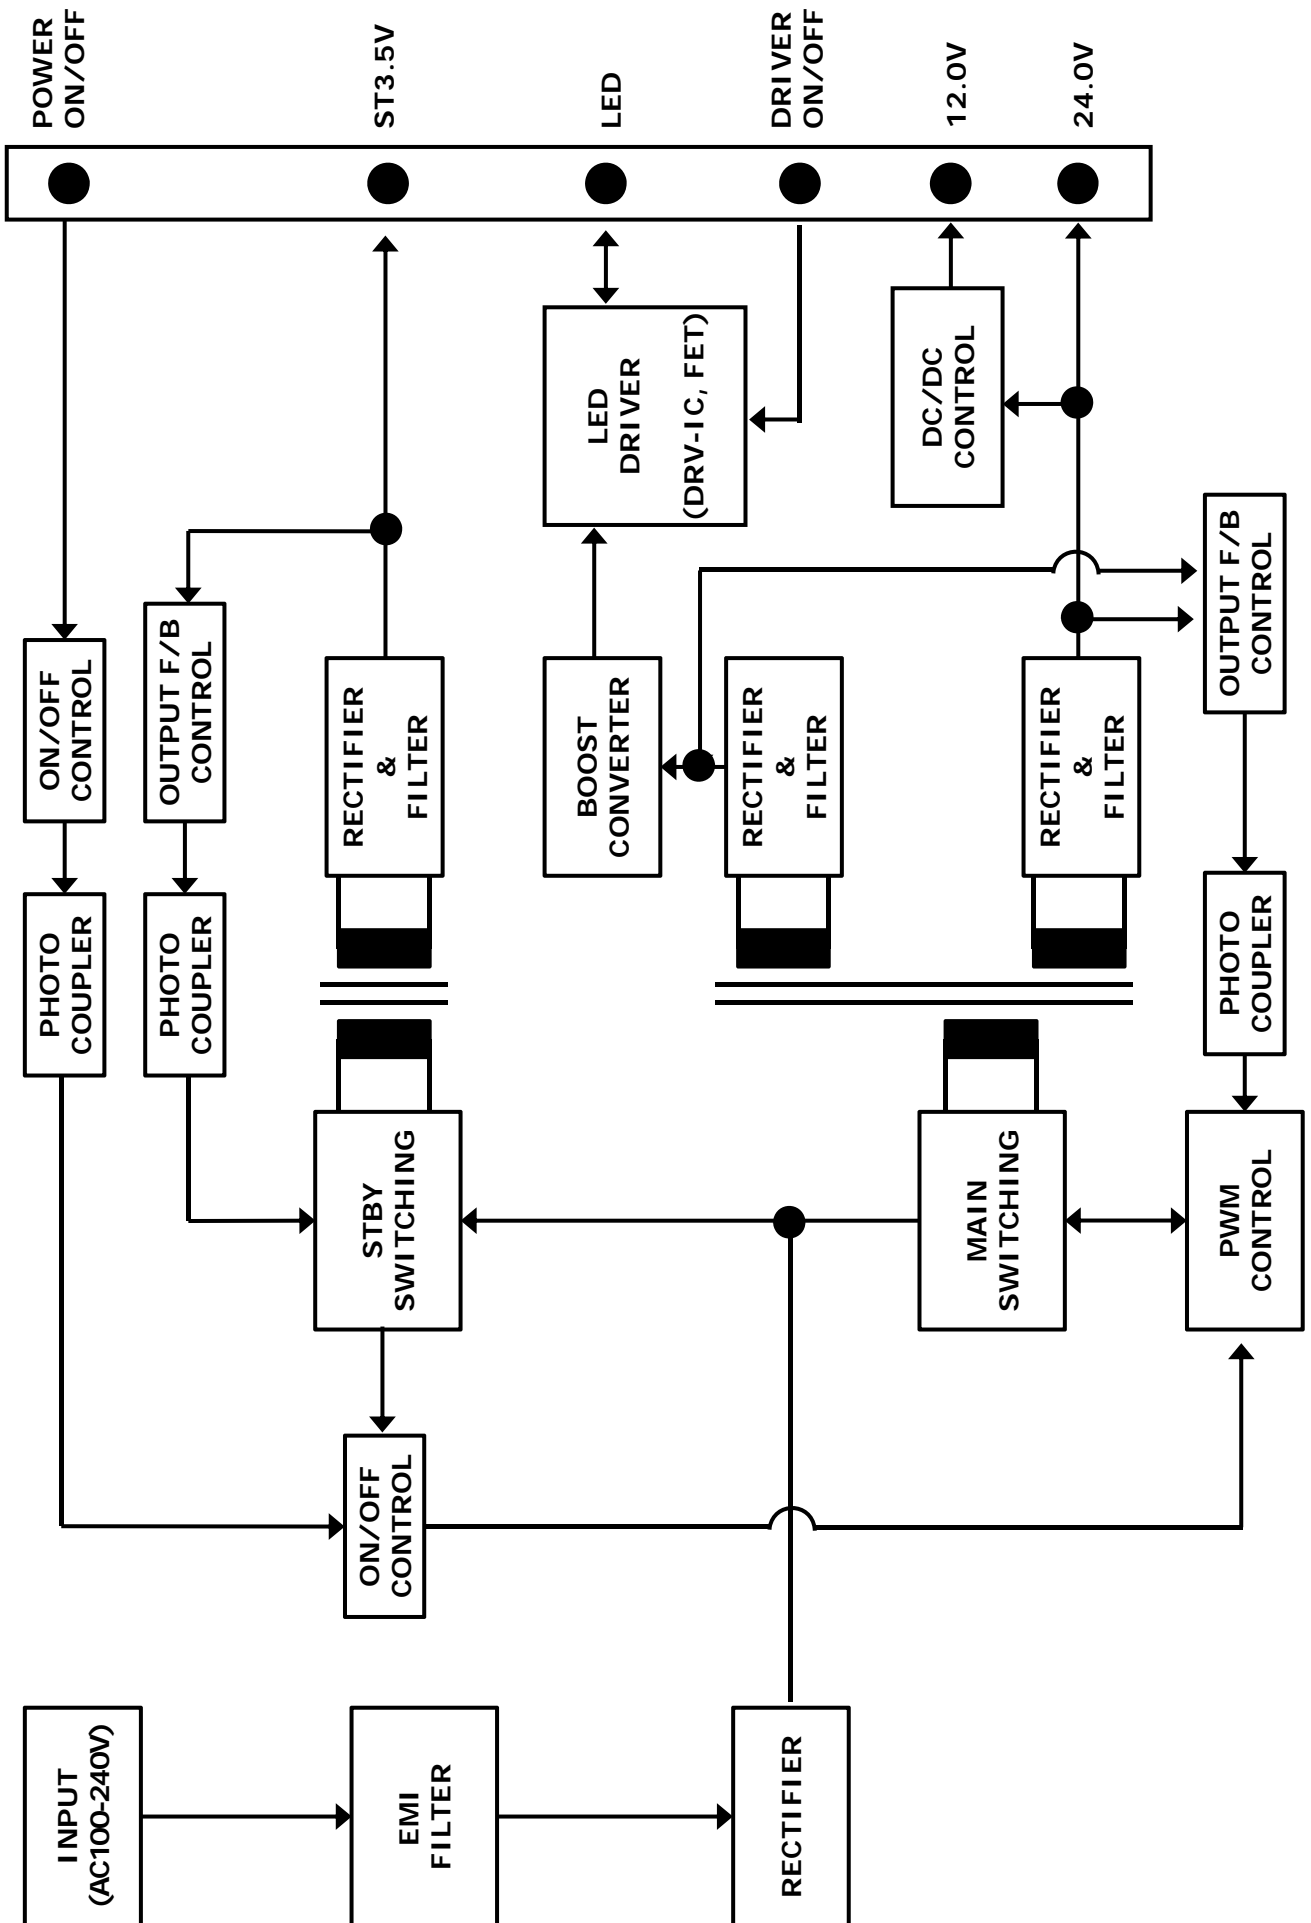 POWER
ON/OFF
ST3.5V
LED
DRIVER
ON/OFF
12.0V
24.0V
ON/OFF
CONTROL
OUTPUT F/B
CONTROL
RECTIFIER
&
FILTER
LED
DRIVER
(DRV-IC, FET)
BOOST
CONVERTER
RECTIFIER
&
FILTER
DC/DC
CONTROL
RECTIFIER
&
FILTER
OUTPUT F/B
CONTROL
PHOTO
COUPLER
PHOTO
COUPLER
PHOTO
COUPLER
STBY
SWITCHING
MAIN
SWITCHING
PWM
CONTROL
ON/OFF
CONTROL
INPUT
(AC100-240V)
EMI
FILTER
RECTIFIER